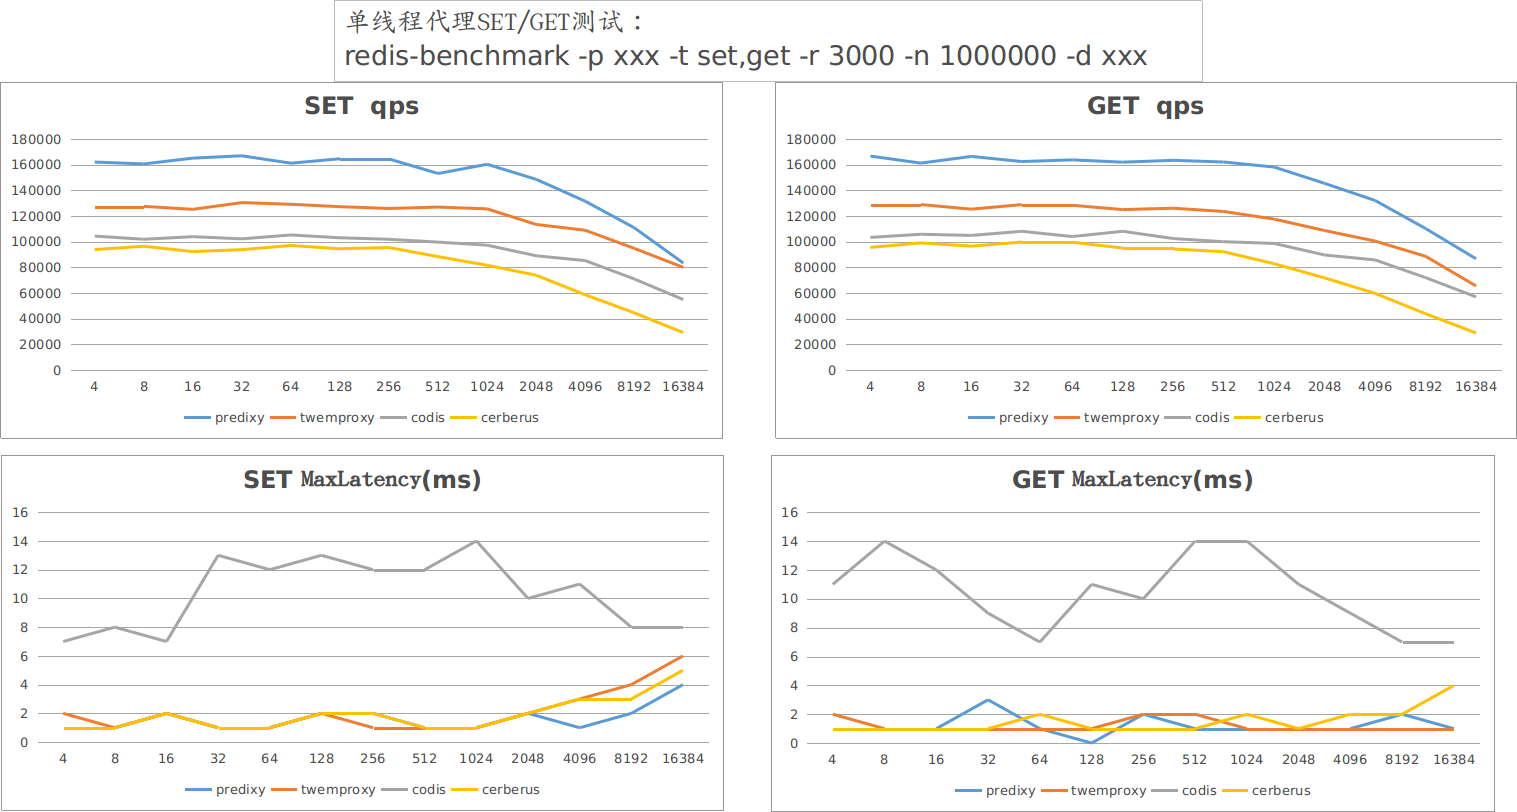 单线程代理SET/GET测试：
redis-benchmark -p xxx -t set,get -r 3000 -n 1000000 -d xxx
SET qps
180000
160000
140000
120000
100000
80000
60000
40000
20000
0
4 8 16 32 64 128 256 512 1024 2048 4096 8192 16384
predixy twemproxy codis cerberus
GET qps
180000
160000
140000
120000
100000
80000
60000
40000
20000
0
4 8 16 32 64 128 256 512 1024 2048 4096 8192 16384
predixy twemproxy codis cerberus
SET MaxLatency(ms)
16
14
12
10
8
6
4
2
0
4 8 16 32 64 128 256 512 1024 2048 4096 8192 16384
predixy twemproxy codis cerberus
GET MaxLatency(ms)
16
14
12
10
8
6
4
2
0
4 8 16 32 64 128 256 512 1024 2048 4096 8192 16384
predixy twemproxy codis cerberus